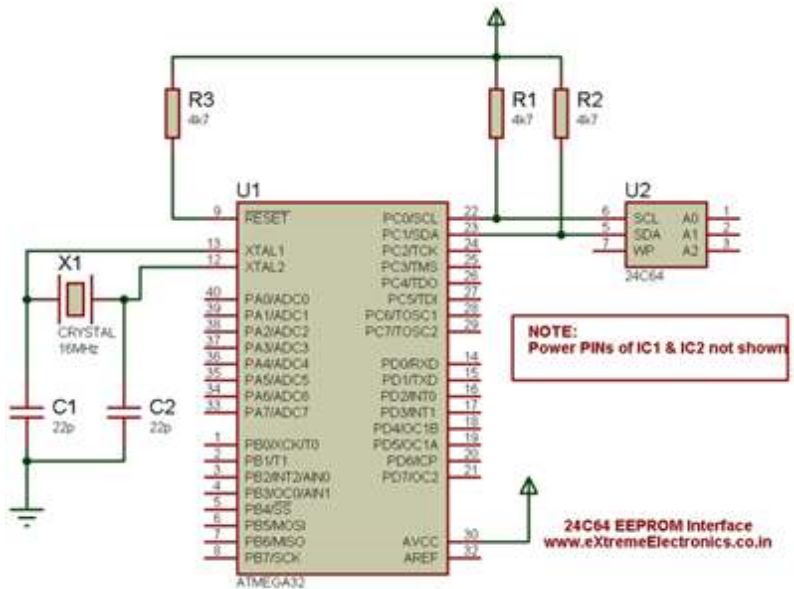 R3
4k7
R1
4k7
R2
4k7
U1
U2
9
RESET
13
XTAL1
12
XTAL2
40
PA0/ADC0
39
PA1/ADC1
38
PA2/ADC2
37
PA3/ADC3
36
PA4/ADC4
35
PA5/ADC5
34
PA6/ADC6
33
PA7/ADC7
1
PB0/XCK/T0
2
PB1/T1
3
PB2/INT2/AIN0
4
PB3/OC0/AIN1
5
PB4/SS
6
PB5/MOSI
7
PB6/MISO
8
PB7/SCK
PC0/SCL
22
PC1/SDA
23
PC2/TCK
24
PC3/TMS
25
PC4/TDO
26
PC5/TDI
27
PC6/TOSC1
28
PC7/TOSC2
29
PD0/RXD
14
PD1/TXD
15
PD2/INT0
16
PD3/INT1
17
PD4/OC1B
18
PD5/OC1A
19
PD6/ICP
20
PD7/OC2
21
AVCC
30
AREF
32
ATMEGA32
6
SCL
A0
1
5
SDA
A1
2
7
WP
A2
3
24C64
X1
CRYSTAL
16MHz
C1
22p
C2
22p
NOTE:
Power PINs of IC1 & IC2 not shown
24C64 EEPROM Interface
www.eXtremeElectronics.co.in